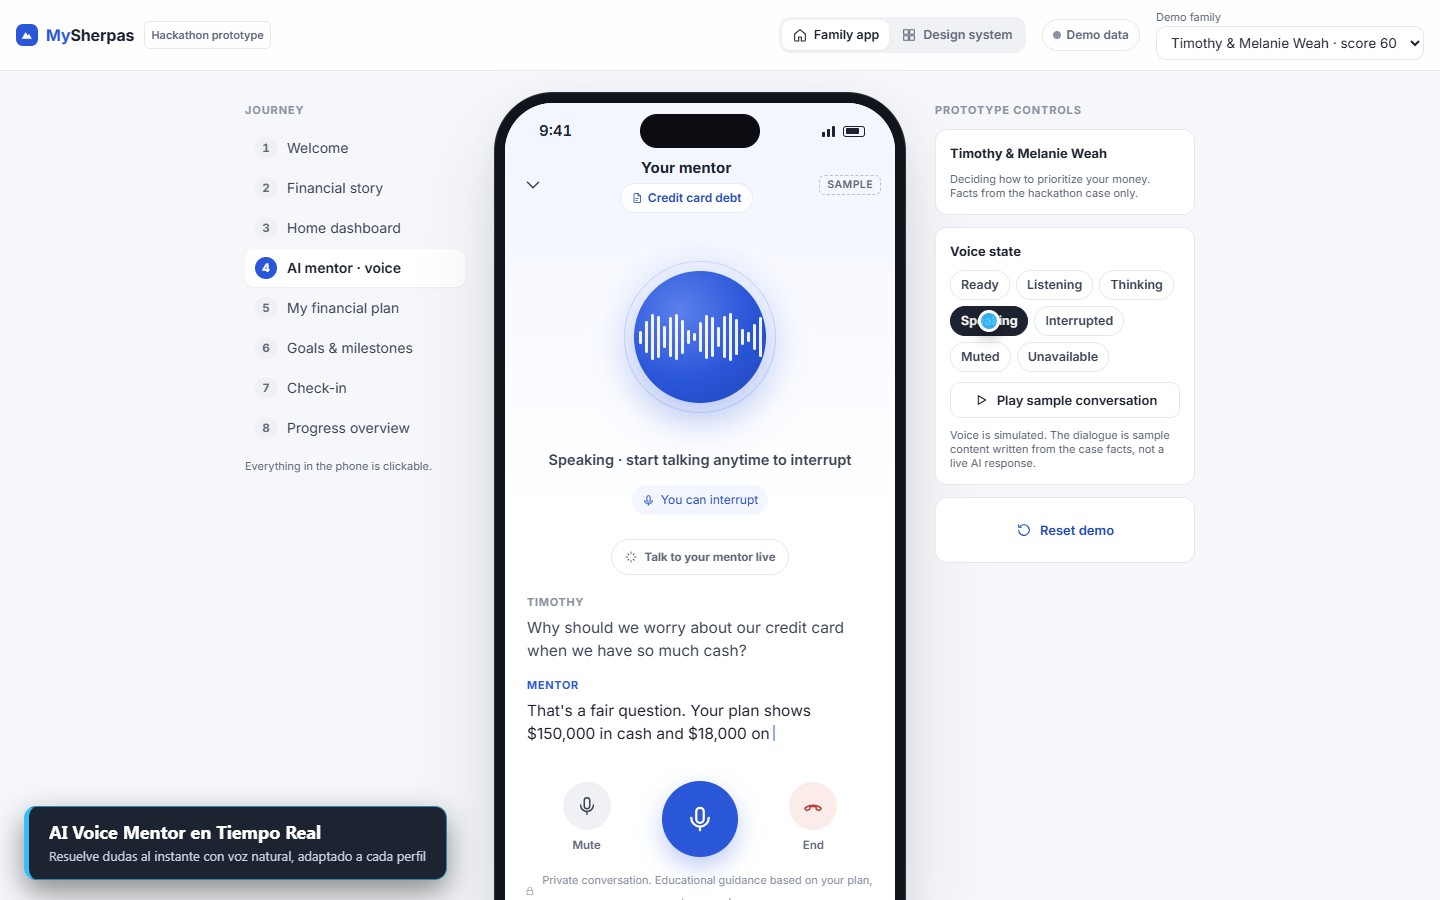 MySherpas
Hackathon prototype
Family app
Design system
Demo data
Demo family
Timothy & Melanie Weah · score 60
JOURNEY
1 Welcome
2 Financial story
3 Home dashboard
4 AI mentor · voice
5 My financial plan
6 Goals & milestones
7 Check-in
8 Progress overview
Everything in the phone is clickable.
9:41
Your mentor
Credit card debt
SAMPLE
Speaking · start talking anytime to interrupt
You can interrupt
Talk to your mentor live
TIMOTHY
Why should we worry about our credit card
when we have so much cash?
MENTOR
That's a fair question. Your plan shows
$150,000 in cash and $18,000 on
Mute
End
Private conversation. Educational guidance based on your plan,
PROTOTYPE CONTROLS
Timothy & Melanie Weah
Deciding how to prioritize your money.
Facts from the hackathon case only.
Voice state
Ready
Listening
Thinking
Speaking
Interrupted
Muted
Unavailable
Play sample conversation
Voice is simulated. The dialogue is sample
content written from the case facts, not a
live AI response.
Reset demo
AI Voice Mentor en Tiempo Real
Resuelve dudas al instante con voz natural, adaptado a cada perfil